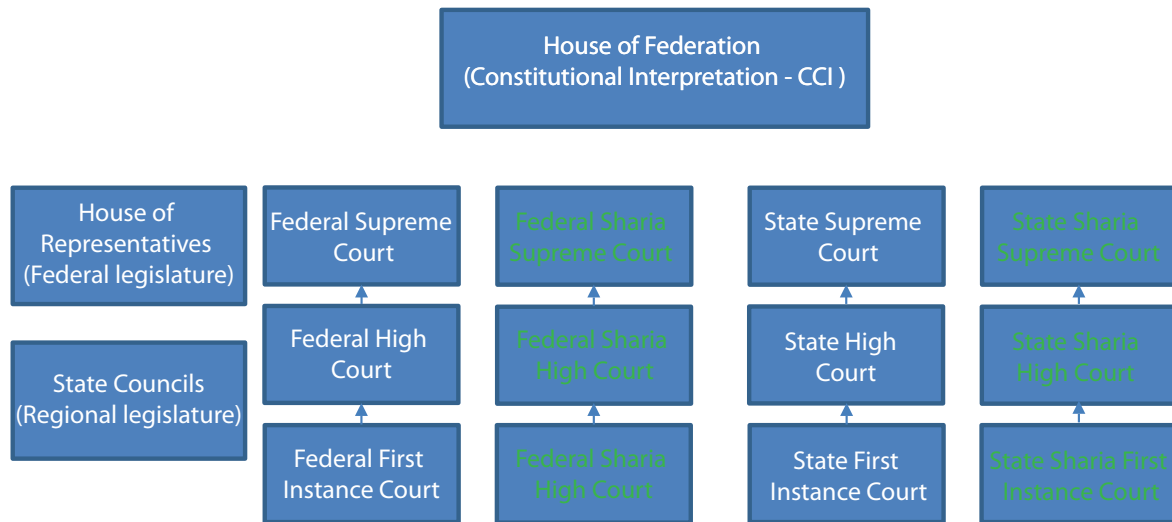 House of Federation
(Constitutional Interpretation - CCI )
House of
Representatives
(Federal legislature)
State Councils
(Regional legislature)
Federal Supreme
Court
Federal High
Court
Federal First
Instance Court
Federal Sharia
Supreme Court
Federal Sharia
High Court
Federal Sharia
High Court
State Supreme
Court
State High
Court
State First
Instance Court
State Sharia
Supreme Court
State Sharia
High Court
State Sharia First
Instance Court